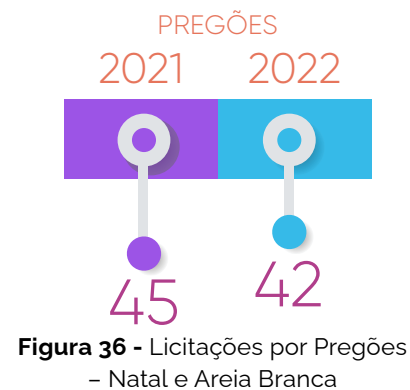 PREGÕES
2021 2022
45 42
Figura 36 - Licitações por Pregões
– Natal e Areia Branca